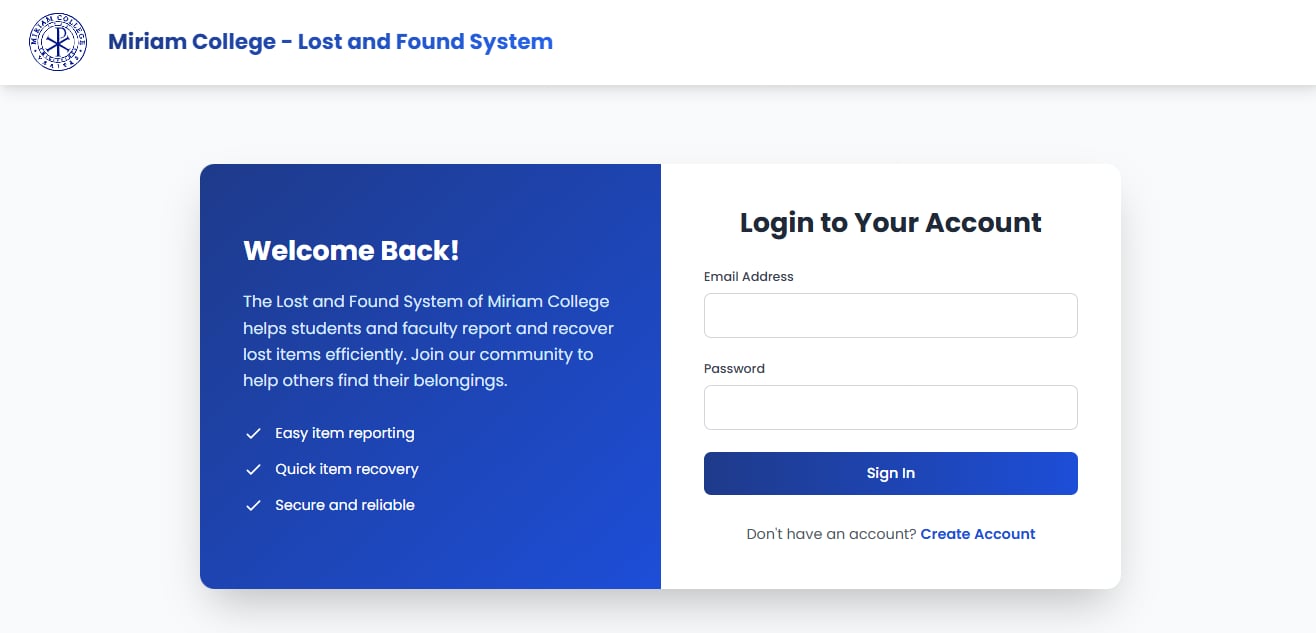 MIRIAM COLLEGE
Miriam College - Lost and Found System
Welcome Back!
The Lost and Found System of Miriam College
helps students and faculty report and recover
lost items efficiently. Join our community to
help others find their belongings.
Easy item reporting
Quick item recovery
Secure and reliable
Login to Your Account
Email Address
Password
Sign In
Don't have an account? Create Account